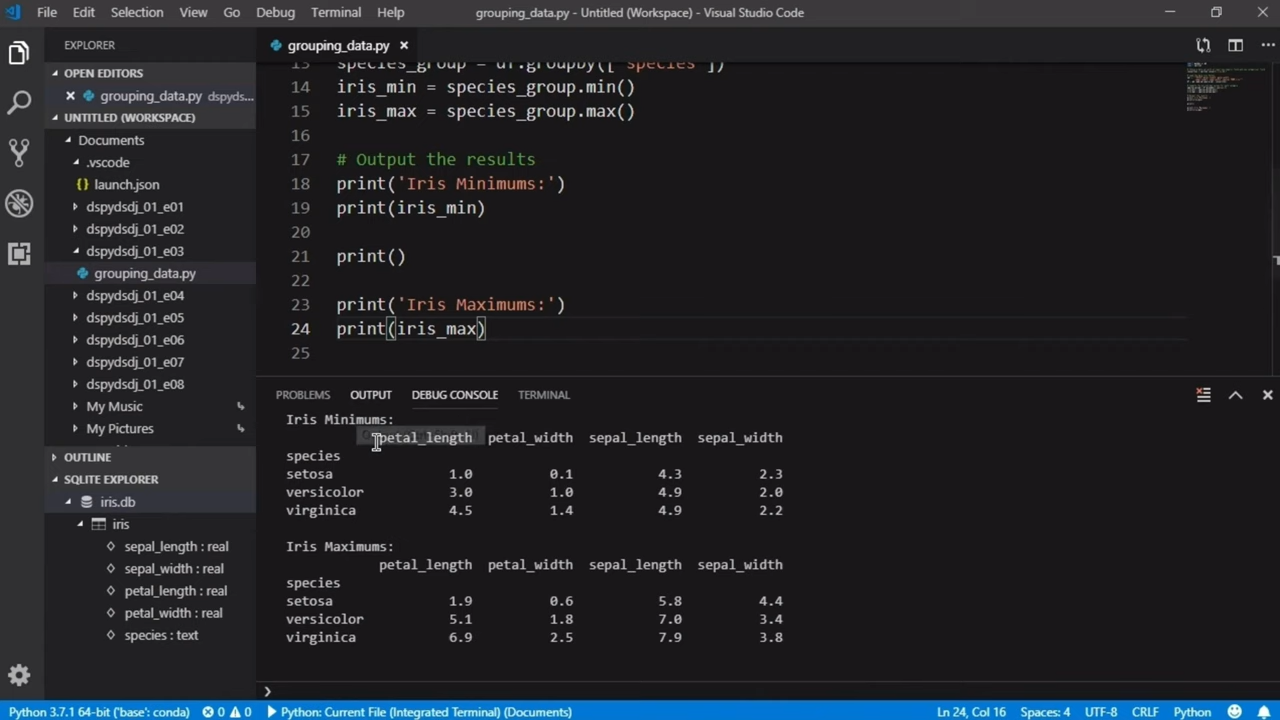 File Edit Selection View Go Debug Terminal Help grouping_data.py - Untitled (Workspace) - Visual Studio Code
EXPLORER
OPEN EDITORS
grouping_data.py dspyds...
UNTITLED (WORKSPACE)
Documents
.vscode
launch.json
dspydsdj_01_e01
dspydsdj_01_e02
dspydsdj_01_e03
grouping_data.py
dspydsdj_01_e04
dspydsdj_01_e05
dspydsdj_01_e06
dspydsdj_01_e07
dspydsdj_01_e08
My Music
My Pictures
OUTLINE
SQLITE EXPLORER
iris.db
iris
sepal_length : real
sepal_width : real
petal_length : real
petal_width : real
species : text
grouping_data.py
13 species_group = df.groupby(['species'])
14 iris_min = species_group.min()
15 iris_max = species_group.max()
16
17 # Output the results
18 print('Iris Minimums:')
19 print(iris_min)
20
21 print()
22
23 print('Iris Maximums:')
24 print(iris_max)
25
PROBLEMS OUTPUT DEBUG CONSOLE TERMINAL
Iris Minimums:
petal_length petal_width sepal_length sepal_width
species
setosa 1.0 0.1 4.3 2.3
versicolor 3.0 1.0 4.9 2.0
virginica 4.5 1.4 4.9 2.2
Iris Maximums:
petal_length petal_width sepal_length sepal_width
species
setosa 1.9 0.6 5.8 4.4
versicolor 5.1 1.8 7.0 3.4
virginica 6.9 2.5 7.9 3.8
Python 3.7.1 64-bit ('base': conda) 0 0 Python: Current File (Integrated Terminal) (Documents) Ln 24, Col 16 Spaces: 4 UTF-8 CRLF Python